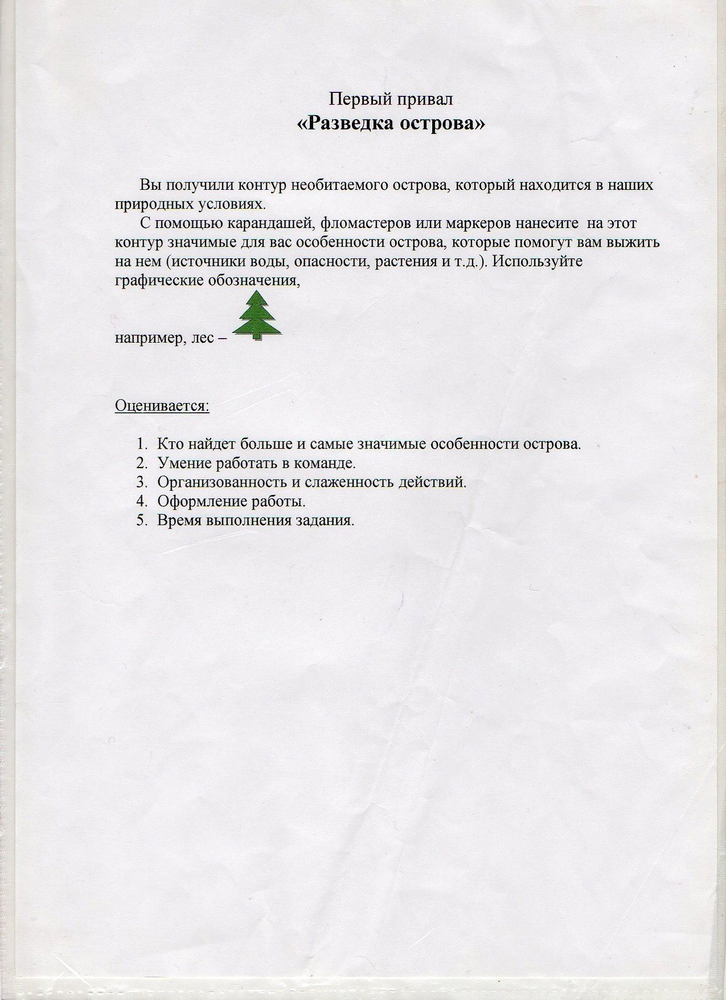 Первый привал
«Разведка острова»
Вы получили контур необитаемого острова, который находится в наших
природных условиях.
С помощью карандашей, фломастеров или маркеров нанесите на этот
контур значимые для вас особенности острова, которые помогут вам выжить
на нем (источники воды, опасности, растения и т.д.). Используйте
графические обозначения,
например, лес –
Оценивается:
1. Кто найдет больше и самые значимые особенности острова.
2. Умение работать в команде.
3. Организованность и слаженность действий.
4. Оформление работы.
5. Время выполнения задания.